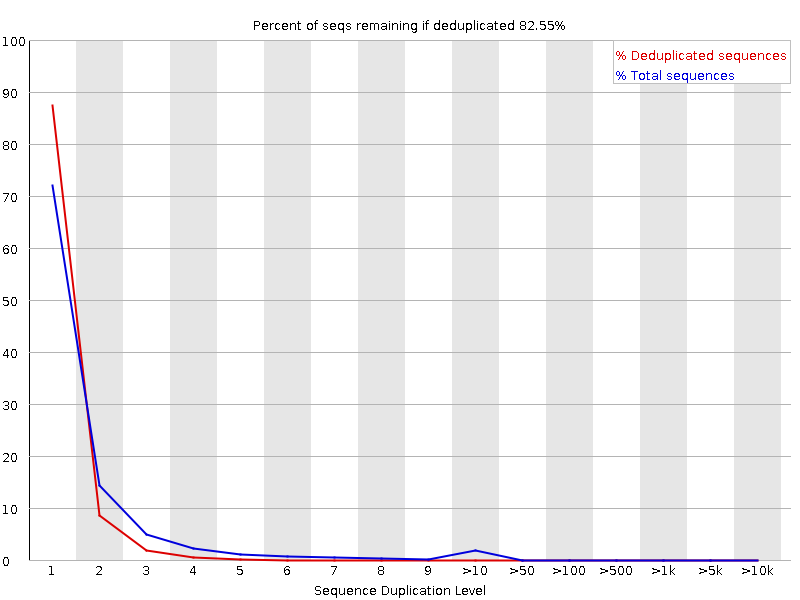 Percent of seqs remaining if deduplicated 82.55%
% Deduplicated sequences
% Total sequences
100
90
80
70
60
50
40
30
20
10
0
1 2 3 4 5 6 7 8 9 >10 >50 >100 >500 >1k >5k >10k
Sequence Duplication Level